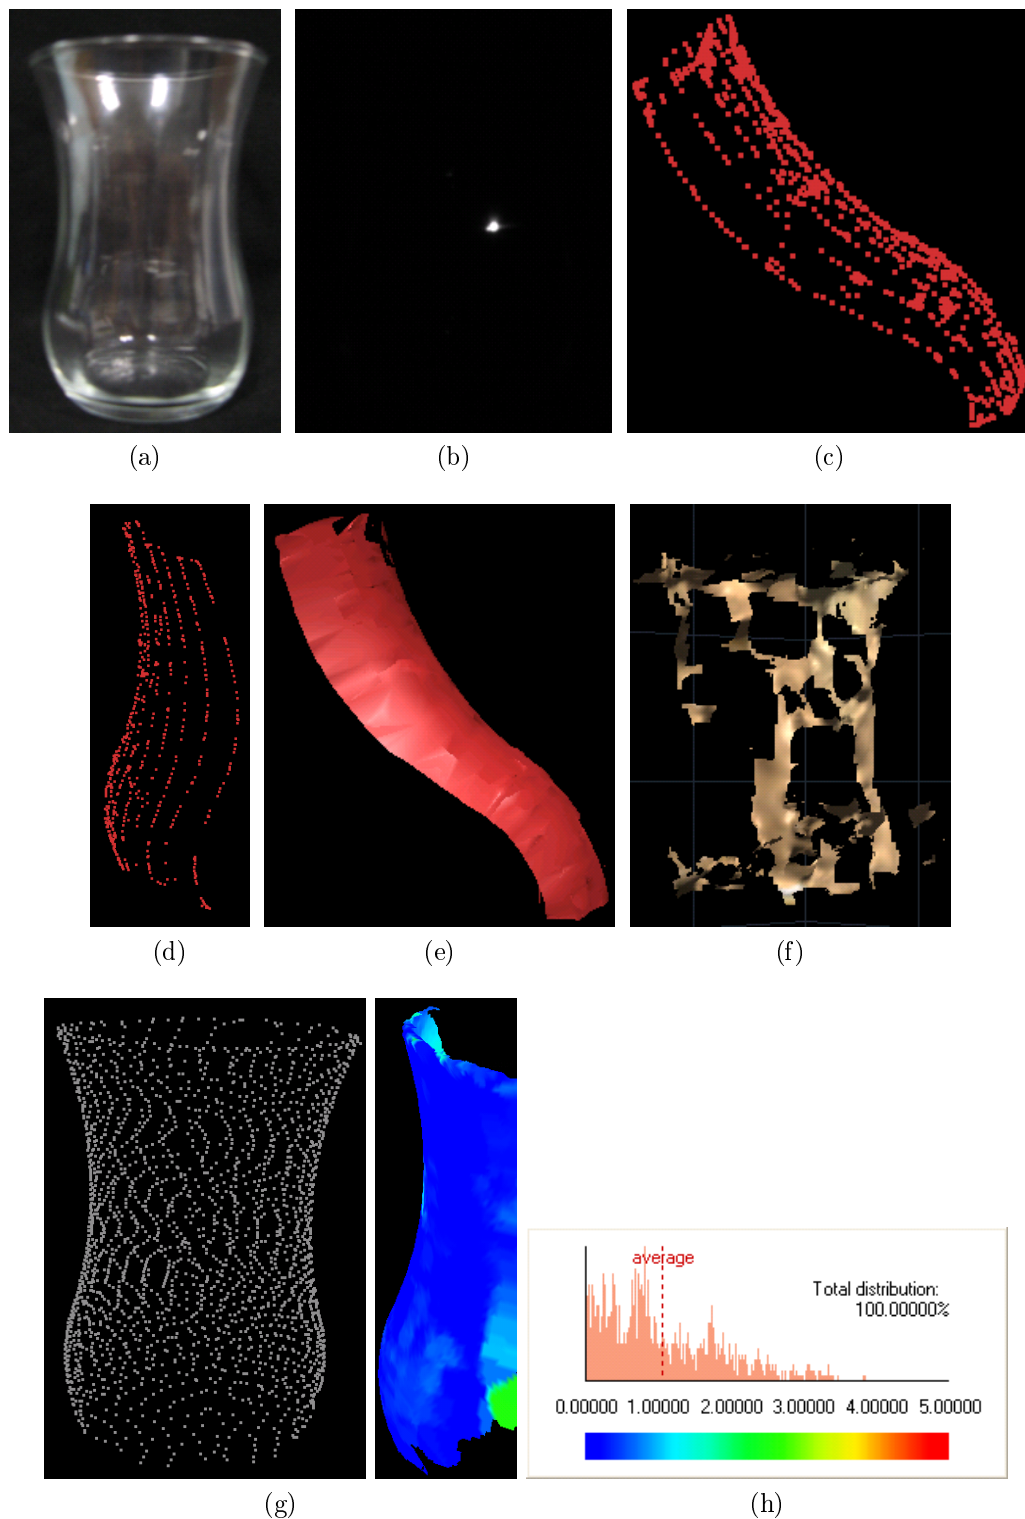 (a)
(b)
(c)
(d)
(e)
(f)
average
Total distribution:
100.00000%
0.00000 1.00000 2.00000 3.00000 4.00000 5.00000
(g)
(h)